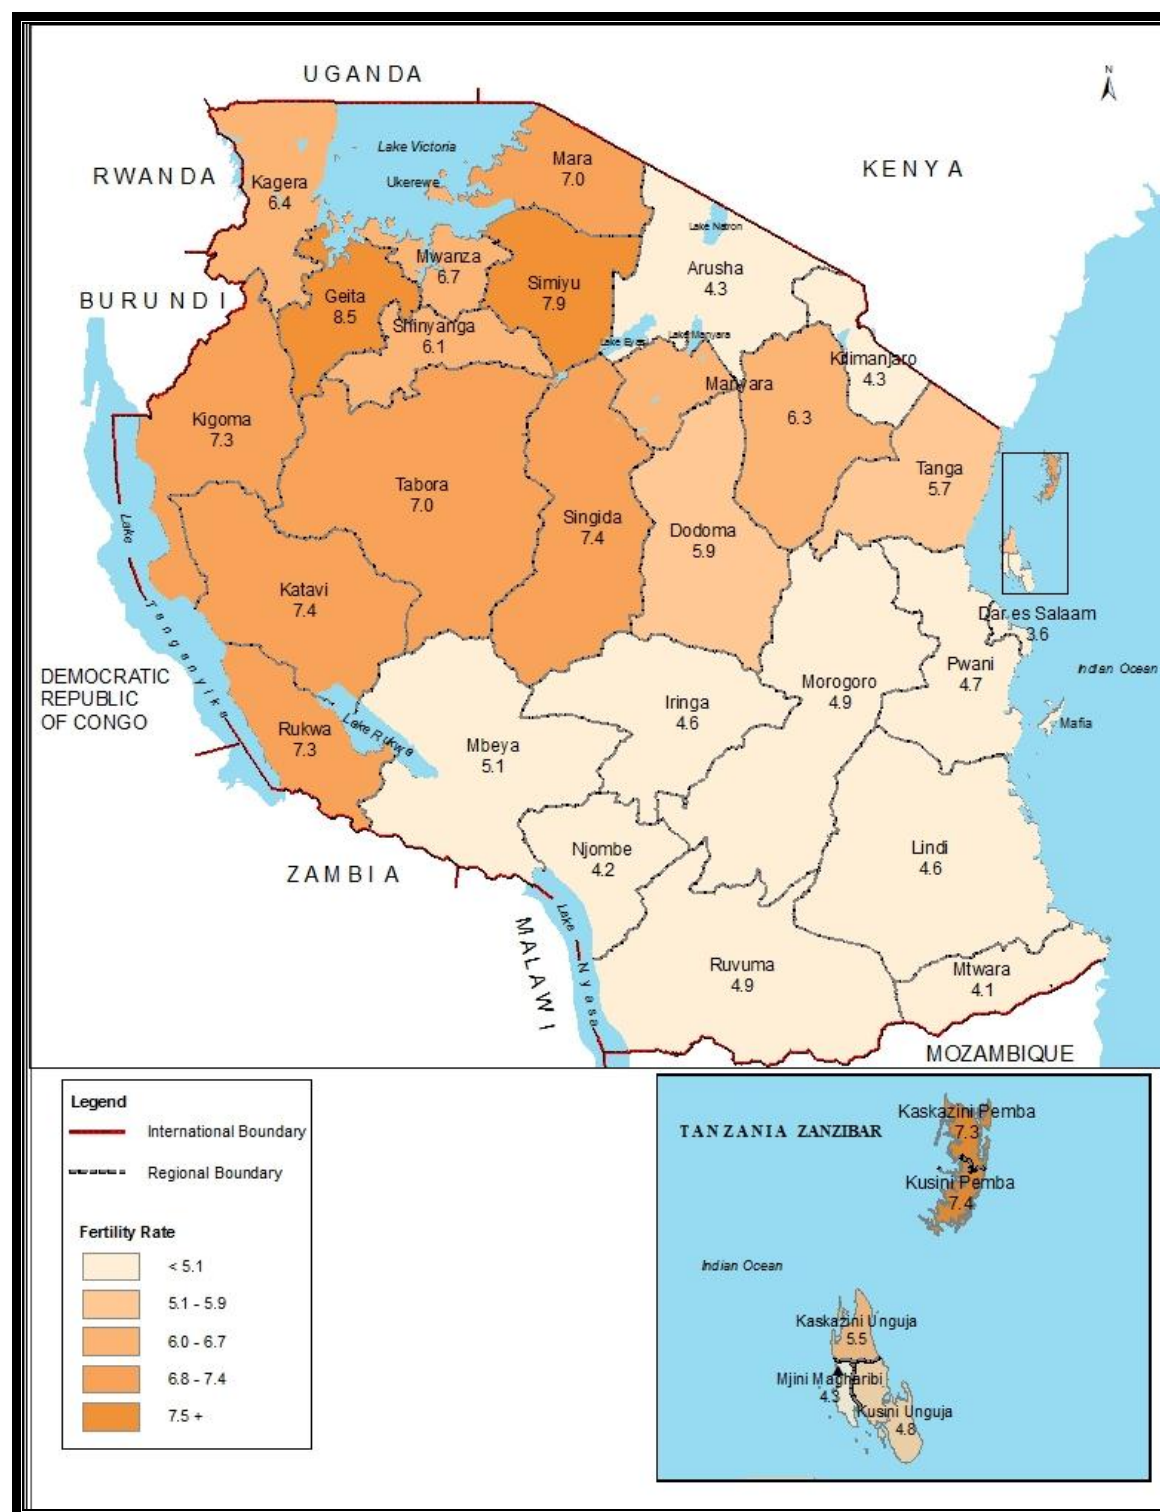 UGANDA
N
Lake Victoria
KENYA
RWANDA
Ukerewe
Mara
7.0
Kagera
6.4
Lake Natron
Mwanza
6.7
Arusha
4.3
Simiyu
7.9
BURUNDI
Geita
8.5
Shinyanga
6.1
Lake Eyasi
Lake Manyara
Kilimanjaro
4.3
Manyara
6.3
Kigoma
7.3
Tanga
5.7
Tabora
7.0
Singida
7.4
Dodoma
5.9
Lake
Tanganyika
Katavi
7.4
Dar es Salaam
3.6
Pwani
4.7
Indian Ocean
DEMOCRATIC
REPUBLIC
OF CONGO
Morogoro
4.9
Iringa
4.6
Mafia
Rukwa
7.3
Lake Rukwa
Mbeya
5.1
Njombe
4.2
Lindi
4.6
ZAMBIA
MALAWI
Lake
Nyasa
Ruvuma
4.9
Mtwara
4.1
MOZAMBIQUE
Legend
International Boundary
Regional Boundary
Fertility Rate
< 5.1
5.1 - 5.9
6.0 - 6.7
6.8 - 7.4
7.5 +
TANZANIA ZANZIBAR
Kaskazini Pemba
7.3
Kusini Pemba
7.4
Indian Ocean
Kaskazini Unguja
5.5
Mjini Magharibi
4.3
Kusini Unguja
4.8